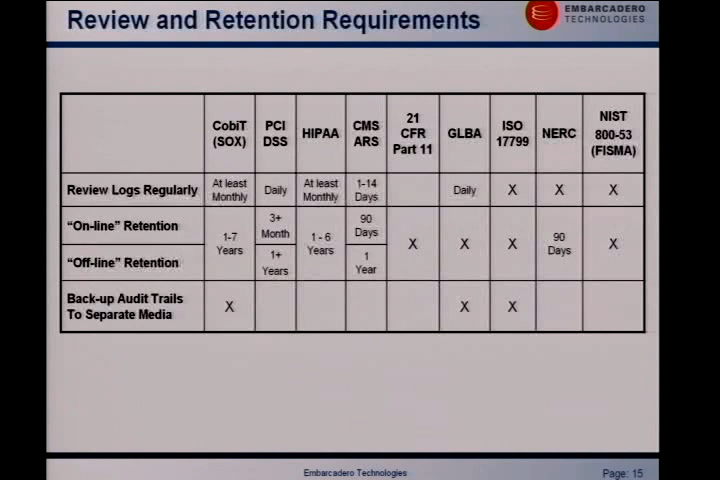 Review and Retention Requirements
EMBARCADERO
TECHNOLOGIES
CobiT (SOX) PCI DSS HIPAA CMS ARS 21 CFR Part 11 GLBA ISO 17799 NERC NIST 800-53 (FISMA)
Review Logs Regularly At least Monthly Daily At least Monthly 1-14 Days Daily X X X
“On-line” Retention 1-7 Years 3+ Month 1 - 6 Years 90 Days X X X 90 Days X
“Off-line” Retention 1+ Years 1 Year
Back-up Audit Trails
To Separate Media X X X
Embarcadero Technologies Page: 15